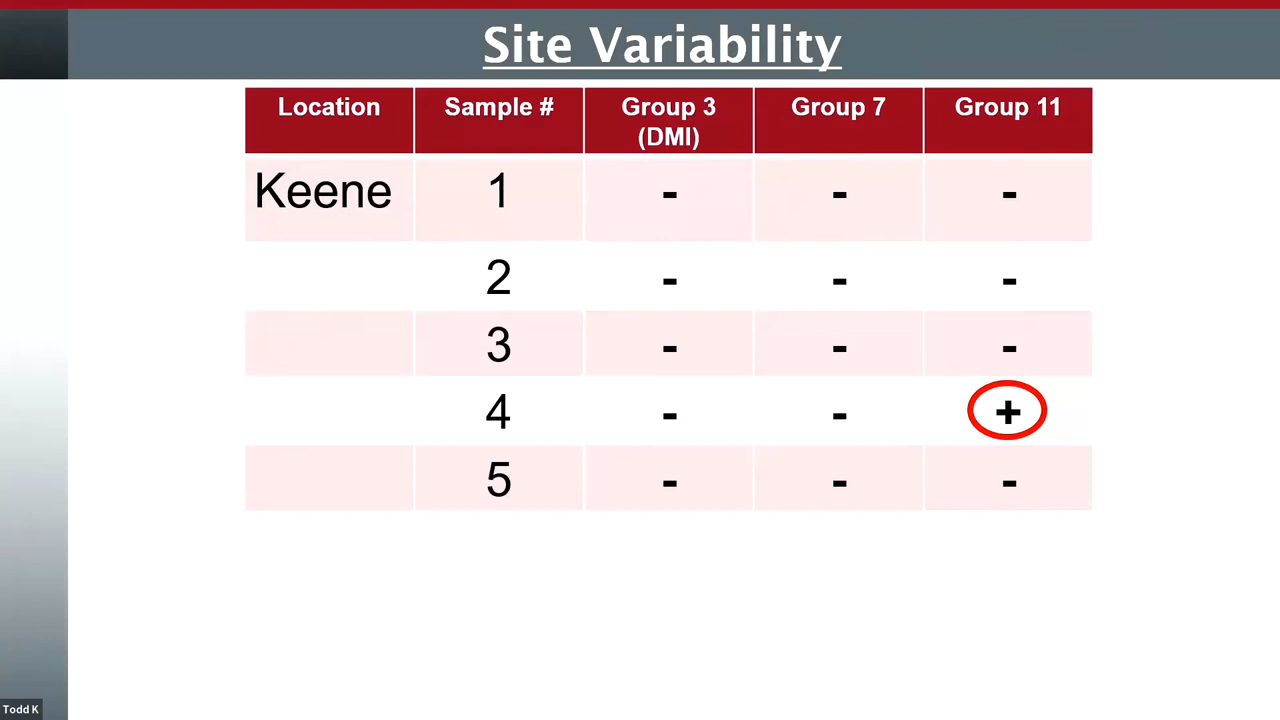 Site Variability
Location Sample # Group 3 (DMI) Group 7 Group 11
Keene 1 - - -
2 - - -
3 - - -
4 - - +
5 - - -
Todd K